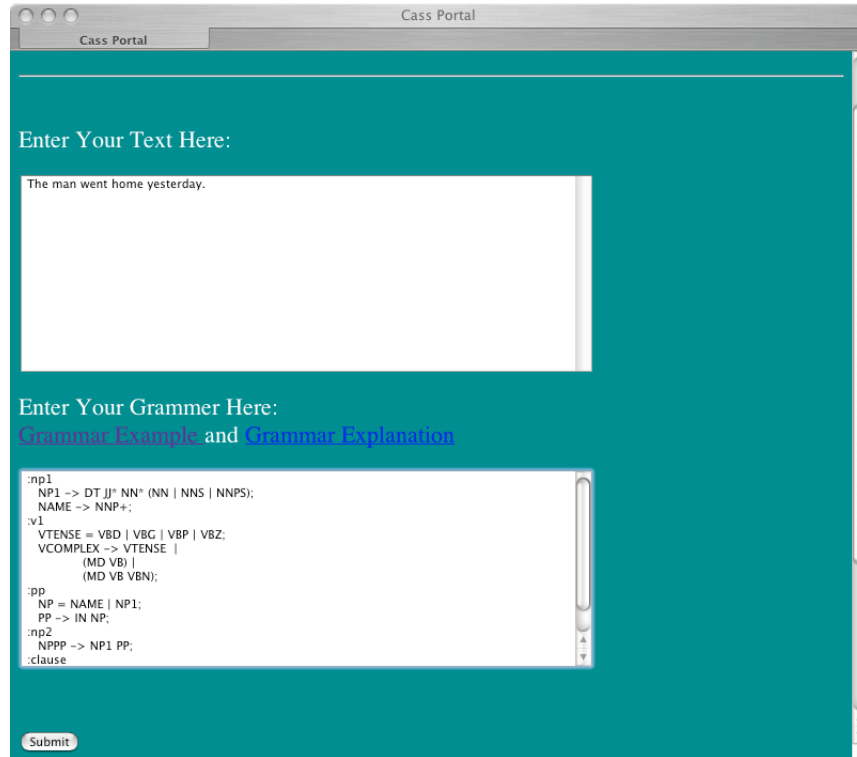 Cass Portal
Cass Portal
Enter Your Text Here:
The man went home yesterday.
Enter Your Grammer Here:
Grammar Example and Grammar Explanation
:np1
NP1 -> DT JJ* NN* (NN | NNS | NNPS);
NAME -> NNP+;
:v1
VTENSE = VBD | VBG | VBP | VBZ;
VCOMPLEX -> VTENSE |
(MD VB) |
(MD VB VBN);
:pp
NP = NAME | NP1;
PP -> IN NP;
:np2
NPPP -> NP1 PP;
:clause
Submit